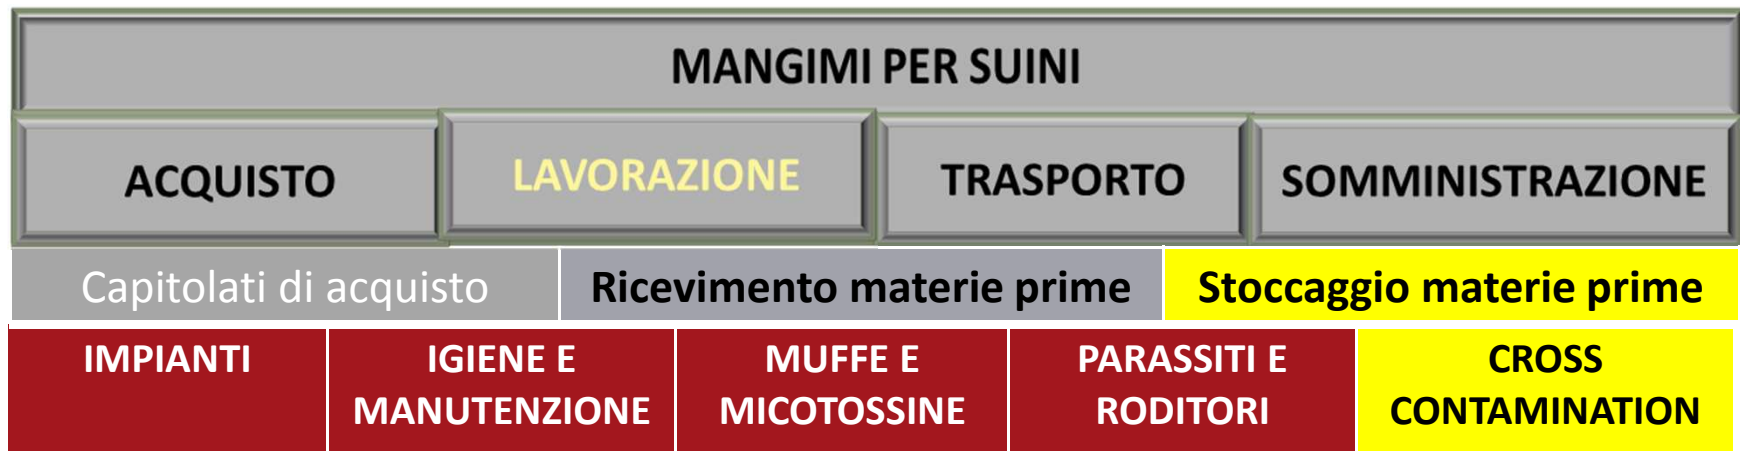 MANGIMI PER SUINI
ACQUISTO
LAVORAZIONE
TRASPORTO
SOMMINISTRAZIONE
Capitolati di acquisto
Ricevimento materie prime
Stoccaggio materie prime
IMPIANTI
IGIENE E
MANUTENZIONE
MUFFE E
MICOTOSSINE
PARASSITI E
RODITORI
CROSS
CONTAMINATION